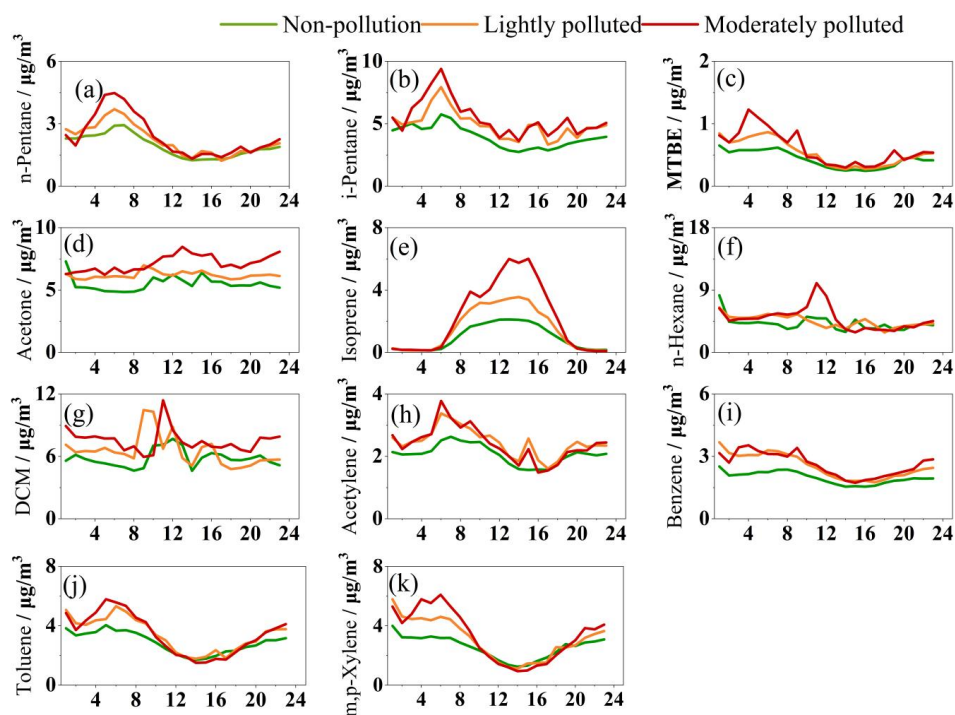 Non-pollution Lightly polluted Moderately polluted
(a) (b) (c)
n-Pentane / µg/m³ i-Pentane / µg/m³ MTBE / µg/m³
6 3 0 10 5 0 2 1 0
4 8 12 16 20 24 4 8 12 16 20 24 4 8 12 16 20 24
(d) (e) (f)
Acetone / µg/m³ Isoprene / µg/m³ n-Hexane / µg/m³
10 5 0 8 4 0 18 9 0
4 8 12 16 20 24 4 8 12 16 20 24 4 8 12 16 20 24
(g) (h) (i)
DCM / µg/m³ Acetylene / µg/m³ Benzene / µg/m³
12 6 0 4 2 0 6 3 0
4 8 12 16 20 24 4 8 12 16 20 24 4 8 12 16 20 24
(j) (k)
Toluene / µg/m³ m,p-Xylene / µg/m³
8 4 0 8 4 0
4 8 12 16 20 24 4 8 12 16 20 24